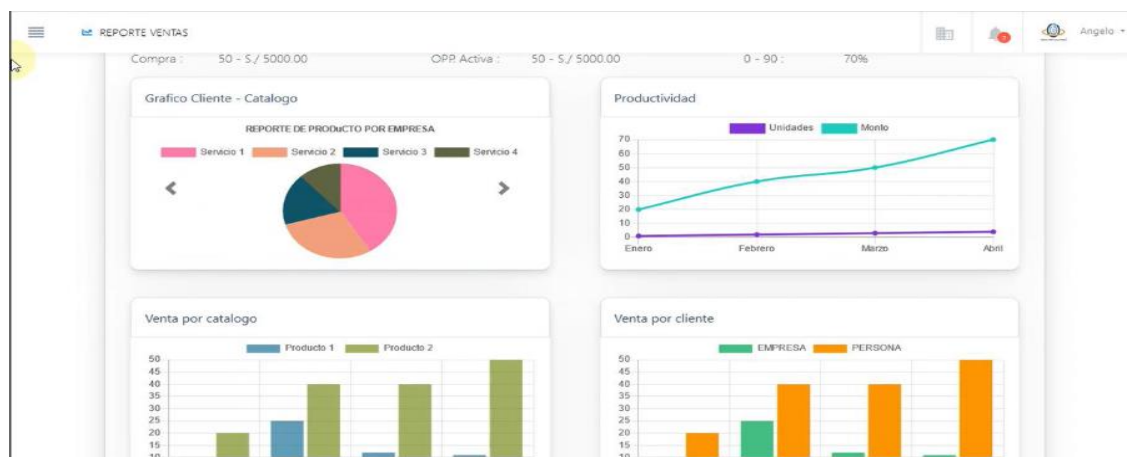 REPORTE VENTAS
Angelo
Compra : 50 - S./ 5000.00 OPP. Activa : 50 - S./ 5000.00 0 - 90 : 70%
Grafico Cliente - Catalogo
REPORTE DE PRODuCTO POR EMPRESA
Servicio 1 Servicio 2 Servicio 3 Servicio 4
Productividad
Unidades Monto
70
60
50
40
30
20
10
0
Enero Febrero Marzo Abril
Venta por catalogo
Producto 1 Producto 2
50
45
40
35
30
25
20
15
10
Venta por cliente
EMPRESA PERSONA
50
45
40
35
30
25
20
15
10